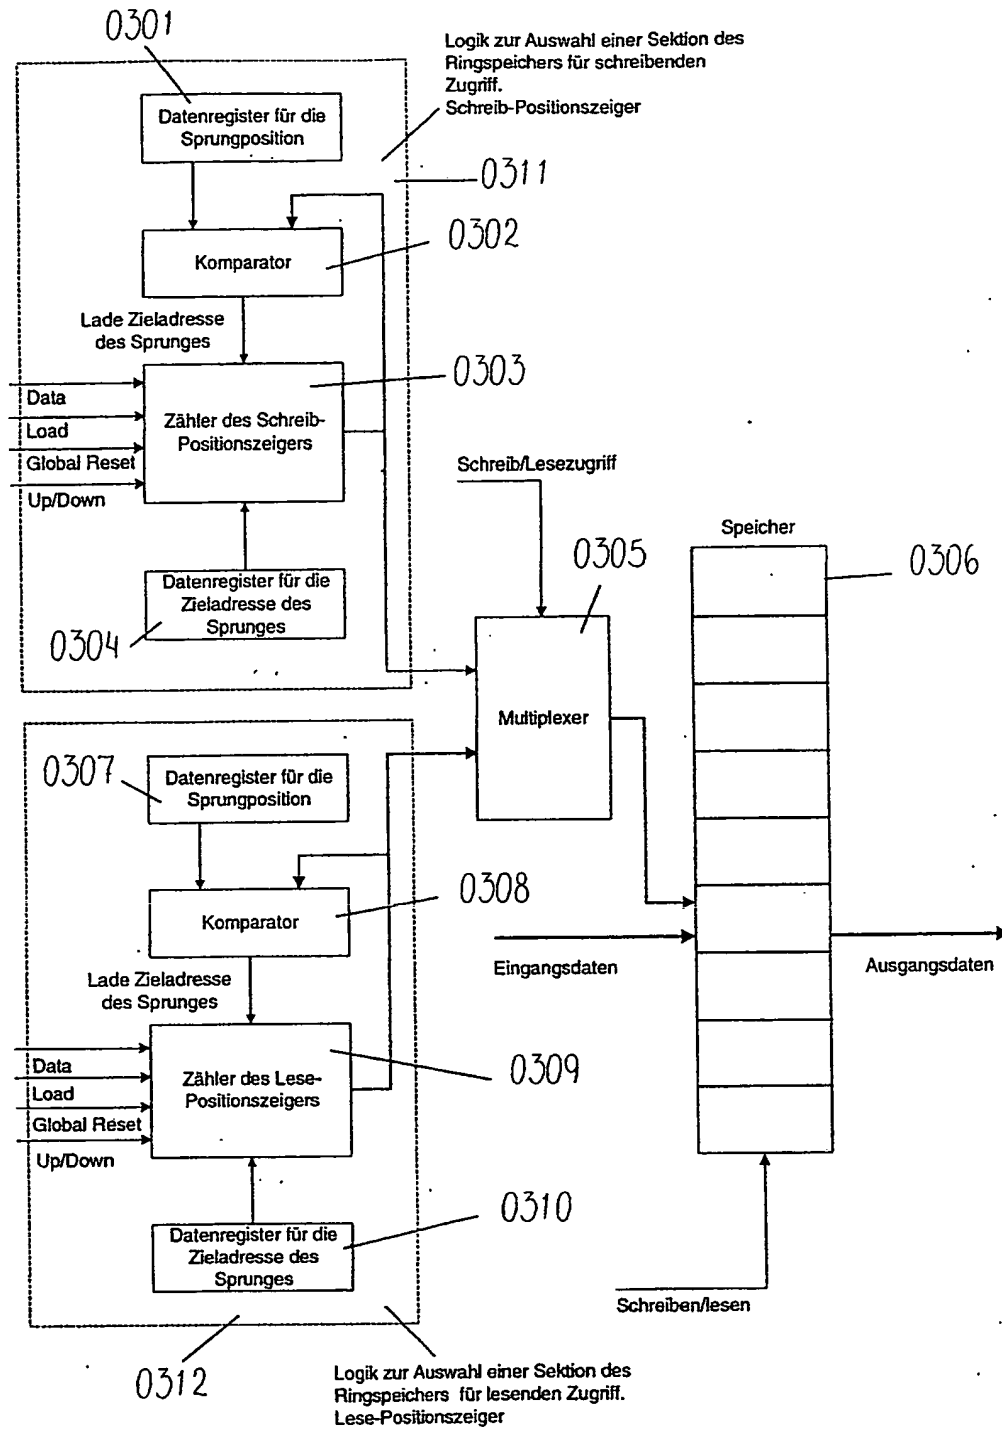 0301
Logik zur Auswahl einer Sektion des
Ringspeichers für schreibenden
Zugriff.
Schreib-Positionszeiger
Datenregister für die
Sprungposition
0311
0302
Komparator
Lade Zieladresse
des Sprunges
0303
Data
Load
Global Reset
Up/Down
Zähler des Schreib-
Positionszeigers
Datenregister für die
Zieladresse des
Sprunges
0304
Schreib/Lesezugriff
0305
Multiplexer
Speicher
0306
0307
Datenregister für die
Sprungposition
0308
Komparator
Lade Zieladresse
des Sprunges
Eingangsdaten
Ausgangsdaten
0309
Data
Load
Global Reset
Up/Down
Zähler des Lese-
Positionszeigers
0310
Datenregister für die
Zieladresse des
Sprunges
Schreiben/lesen
0312
Logik zur Auswahl einer Sektion des
Ringspeichers für lesenden Zugriff.
Lese-Positionszeiger